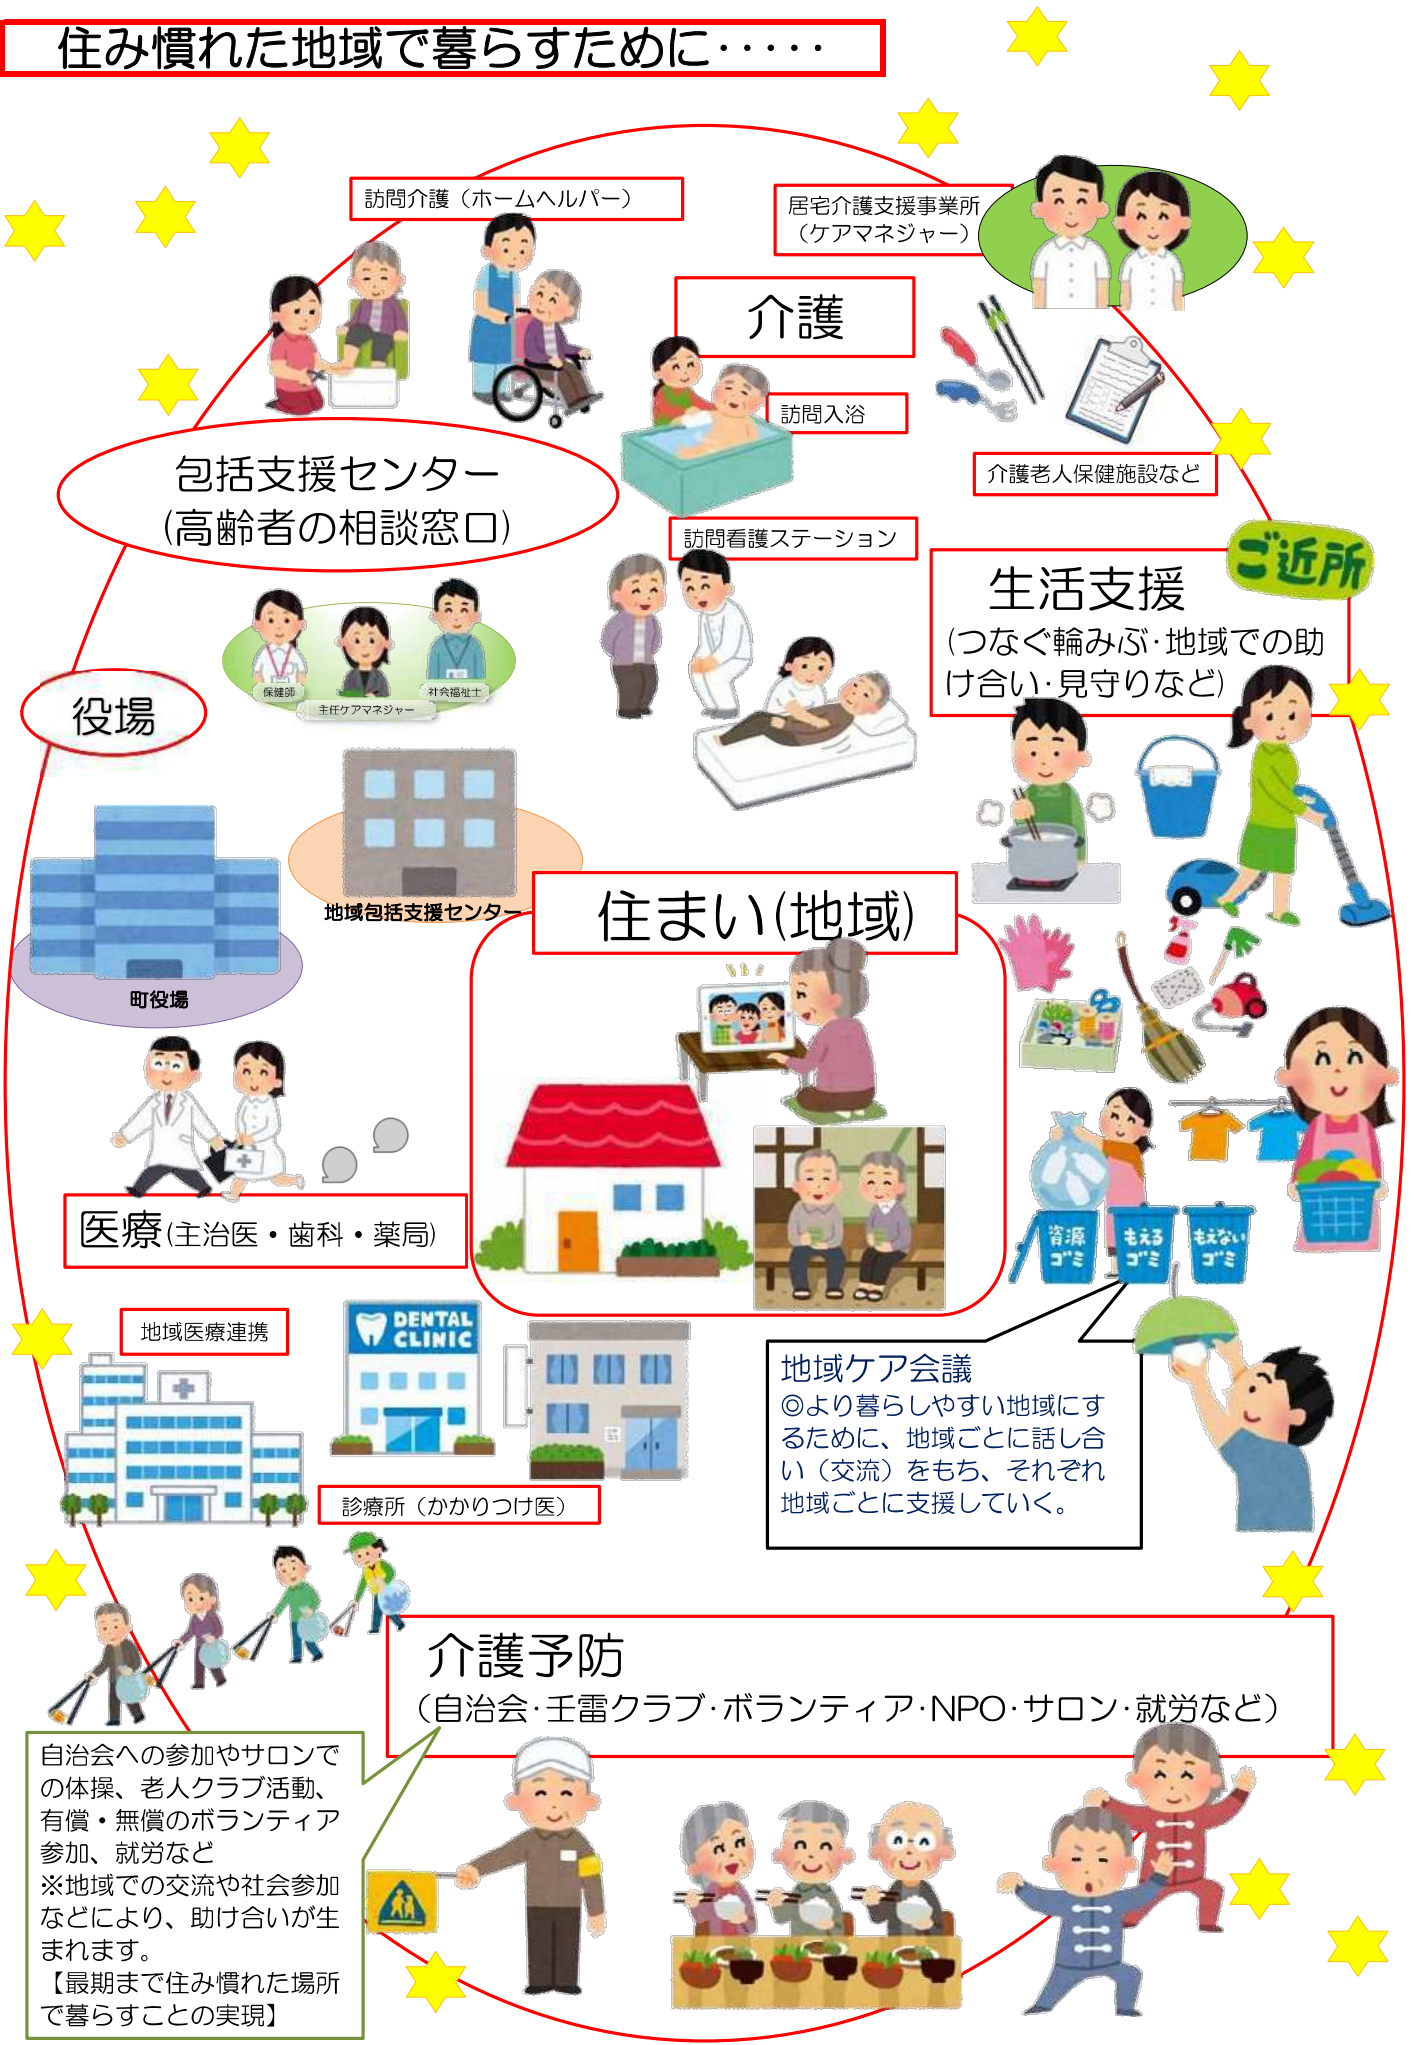 住み慣れた地域で暮らすために・・・・・
訪問介護（ホームヘルパー）
居宅介護支援事業所
（ケアマネジャー）
介護
訪問入浴
包括支援センター
(高齢者の相談窓口)
介護老人保健施設など
訪問看護ステーション
ご近所
生活支援
(つなぐ輪みぶ・地域での助
け合い・見守りなど)
保健師
主任ケアマネジャー
社会福祉士
役場
地域包括支援センター
町役場
住まい(地域)
医療(主治医・歯科・薬局)
資源
ゴミ
もえる
ゴミ
もえない
ゴミ
地域医療連携
DENTAL
CLINIC
診療所（かかりつけ医）
地域ケア会議
◎より暮らしやすい地域にす
るために、地域ごとに話し合
い（交流）をもち、それぞれ
地域ごとに支援していく。
介護予防
（自治会・壬雷クラブ・ボランティア・NPO・サロン・就労など）
自治会への参加やサロンで
の体操、老人クラブ活動、
有償・無償のボランティア
参加、就労など
※地域での交流や社会参加
などにより、助け合いが生
まれます。
【最期まで住み慣れた場所
で暮らすことの実現】